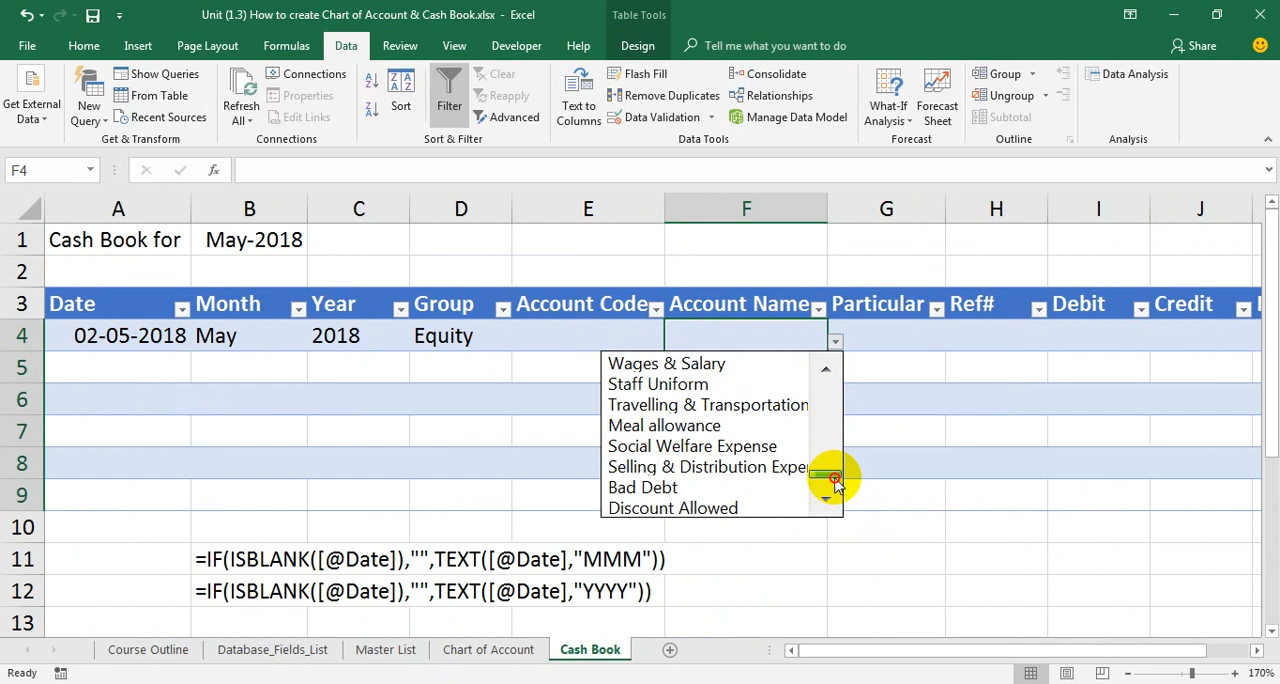 Unit (1.3) How to create Chart of Account & Cash Book.xlsx - Excel
Table Tools
File Home Insert Page Layout Formulas Data Review View Developer Help Design Tell me what you want to do Share
Get External Data
New Query
Show Queries
From Table
Recent Sources
Get & Transform
Refresh All
Connections
Properties
Edit Links
Connections
Sort
Filter
Clear
Reapply
Advanced
Sort & Filter
Text to Columns
Flash Fill
Remove Duplicates
Data Validation
Consolidate
Relationships
Manage Data Model
Data Tools
What-If Analysis
Forecast Sheet
Forecast
Group
Ungroup
Subtotal
Outline
Data Analysis
Analysis
F4 fx
A B C D E F G H I J
1 Cash Book for May-2018
2
3 Date Month Year Group Account Code Account Name Particular Ref# Debit Credit
4 02-05-2018 May 2018 Equity
5
6
7
8
9
10
11 =IF(ISBLANK([@Date]),"",TEXT([@Date],"MMM"))
12 =IF(ISBLANK([@Date]),"",TEXT([@Date],"YYYY"))
13
Wages & Salary
Staff Uniform
Travelling & Transportation
Meal allowance
Social Welfare Expense
Selling & Distribution Expe
Bad Debt
Discount Allowed
Course Outline Database_Fields_List Master List Chart of Account Cash Book
Ready 170%